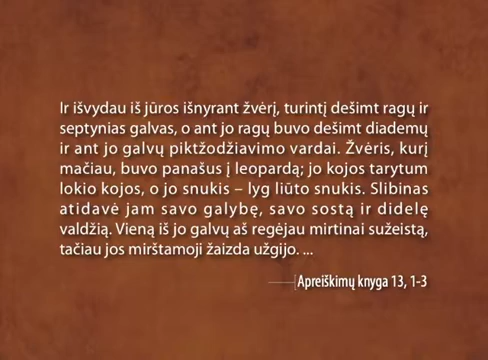 Ir išvydau iš jūros išnyrant žvėrį, turintį dešimt ragų ir
septynias galvas, o ant jo ragų buvo dešimt diademų
ir ant jo galvų piktžodžiavimo vardai. Žvėris, kurį
mačiau, buvo panašus į leopardą; jo kojos tarytum
lokio kojos, o jo snukis – lyg liūto snukis. Slibinas
atidavė jam savo galybę, savo sostą ir didelę
valdžią. Vieną iš jo galvų aš regėjau mirtinai sužeistą,
tačiau jos mirštamoji žaizda užgijo. ...
Apreiškimų knyga 13, 1-3